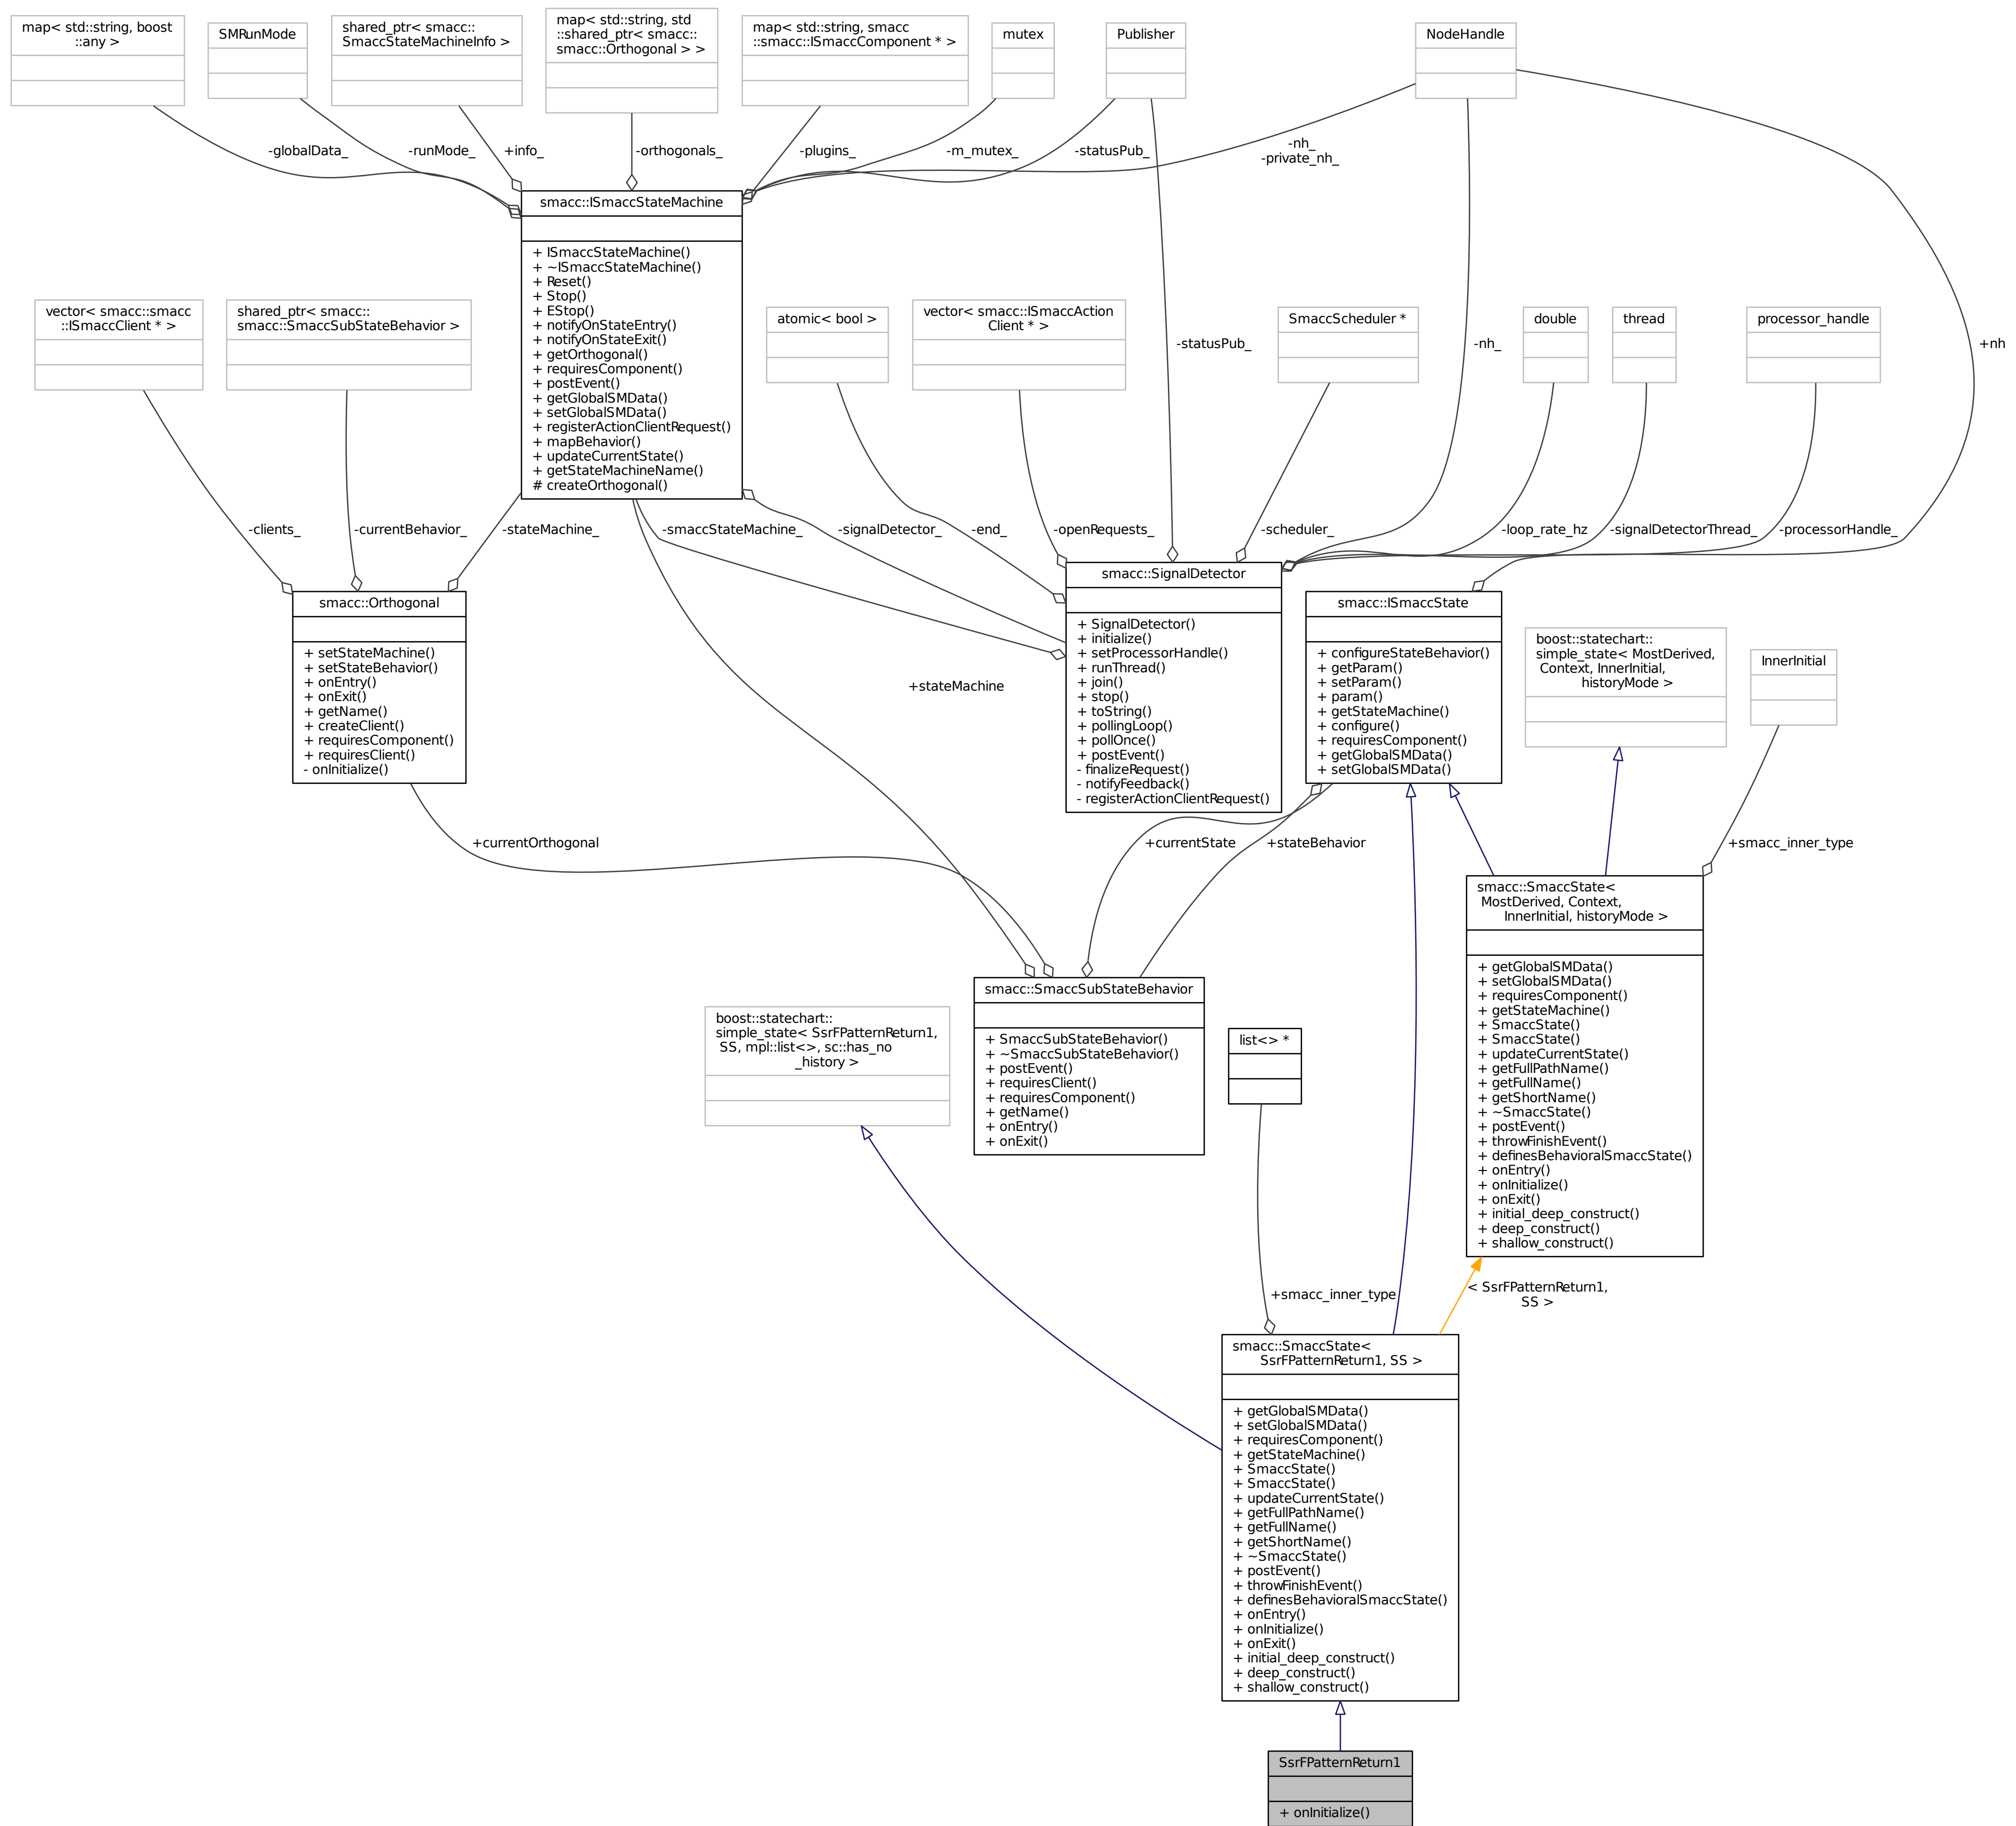 map< std::string, boost
::any >
SMRunMode
shared_ptr< smacc::
SmaccStateMachineInfo >
map< std::string, std
::shared_ptr< smacc::
smacc::Orthogonal > >
map< std::string, smacc
::smacc::ISmaccComponent * >
mutex
Publisher
NodeHandle
-globalData_
-runMode_
+info_
-orthogonals_
-plugins_
-m_mutex_
-statusPub_
-nh_
-private_nh_
smacc::ISmaccStateMachine
+ ISmaccStateMachine()
+ ~ISmaccStateMachine()
+ Reset()
+ Stop()
+ EStop()
+ notifyOnStateEntry()
+ notifyOnStateExit()
+ getOrthogonal()
+ requiresComponent()
+ postEvent()
+ getGlobalSMData()
+ setGlobalSMData()
+ registerActionClientRequest()
+ mapBehavior()
+ updateCurrentState()
+ getStateMachineName()
# createOrthogonal()
vector< smacc::smacc
::ISmaccClient * >
shared_ptr< smacc::
smacc::SmaccSubStateBehavior >
atomic< bool >
vector< smacc::ISmaccAction
Client * >
SmaccScheduler *
double
thread
processor_handle
-statusPub_
-nh_
+nh
-clients_
-currentBehavior_
-stateMachine_
-smaccStateMachine_
-signalDetector_
-end_
-openRequests_
-scheduler_
-loop_rate_hz
-signalDetectorThread_
-processorHandle_
smacc::Orthogonal
+ setStateMachine()
+ setStateBehavior()
+ onEntry()
+ onExit()
+ getName()
+ createClient()
+ requiresComponent()
+ requiresClient()
- onInitialize()
smacc::SignalDetector
+ SignalDetector()
+ initialize()
+ setProcessorHandle()
+ runThread()
+ join()
+ stop()
+ toString()
+ pollingLoop()
+ pollOnce()
+ postEvent()
- finalizeRequest()
- notifyFeedback()
- registerActionClientRequest()
smacc::ISmaccState
+ configureStateBehavior()
+ getParam()
+ setParam()
+ param()
+ getStateMachine()
+ configure()
+ requiresComponent()
+ getGlobalSMData()
+ setGlobalSMData()
boost::statechart::
simple_state< MostDerived,
Context, InnerInitial,
historyMode >
InnerInitial
+stateMachine
+currentOrthogonal
+currentState
+stateBehavior
+smacc_inner_type
smacc::SmaccState<
MostDerived, Context,
InnerInitial, historyMode >
+ getGlobalSMData()
+ setGlobalSMData()
+ requiresComponent()
+ getStateMachine()
+ SmaccState()
+ SmaccState()
+ updateCurrentState()
+ getFullPathName()
+ getFullName()
+ getShortName()
+ ~SmaccState()
+ postEvent()
+ throwFinishEvent()
+ definesBehavioralSmaccState()
+ onEntry()
+ onInitialize()
+ onExit()
+ initial_deep_construct()
+ deep_construct()
+ shallow_construct()
smacc::SmaccSubStateBehavior
+ SmaccSubStateBehavior()
+ ~SmaccSubStateBehavior()
+ postEvent()
+ requiresClient()
+ requiresComponent()
+ getName()
+ onEntry()
+ onExit()
boost::statechart::
simple_state< SsrFPatternReturn1,
SS, mpl::list<>, sc::has_no
_history >
list<> *
+smacc_inner_type
< SsrFPatternReturn1,
SS >
smacc::SmaccState<
SsrFPatternReturn1, SS >
+ getGlobalSMData()
+ setGlobalSMData()
+ requiresComponent()
+ getStateMachine()
+ SmaccState()
+ SmaccState()
+ updateCurrentState()
+ getFullPathName()
+ getFullName()
+ getShortName()
+ ~SmaccState()
+ postEvent()
+ throwFinishEvent()
+ definesBehavioralSmaccState()
+ onEntry()
+ onInitialize()
+ onExit()
+ initial_deep_construct()
+ deep_construct()
+ shallow_construct()
SsrFPatternReturn1
+ onInitialize()